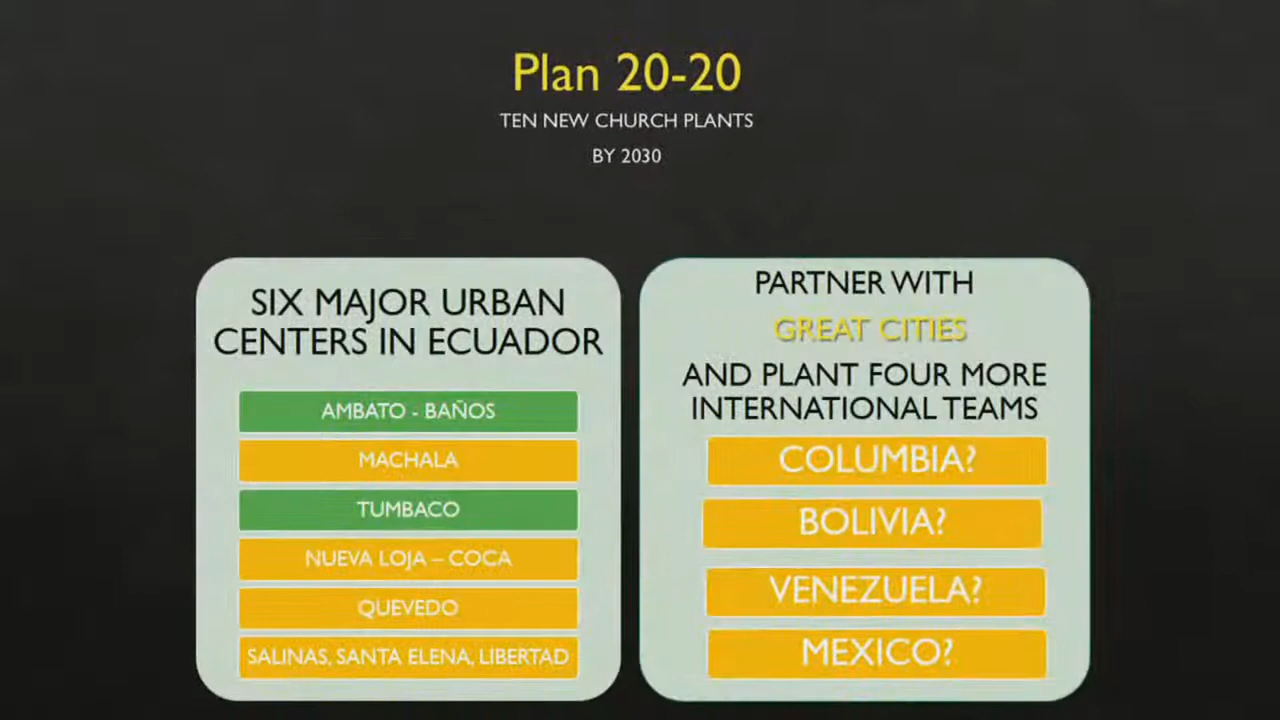 Plan 20-20
TEN NEW CHURCH PLANTS
BY 2030
SIX MAJOR URBAN
CENTERS IN ECUADOR
AMBATO - BAÑOS
MACHALA
TUMBACO
NUEVA LOJA – COCA
QUEVEDO
SALINAS, SANTA ELENA, LIBERTAD
PARTNER WITH
GREAT CITIES
AND PLANT FOUR MORE
INTERNATIONAL TEAMS
COLUMBIA?
BOLIVIA?
VENEZUELA?
MEXICO?